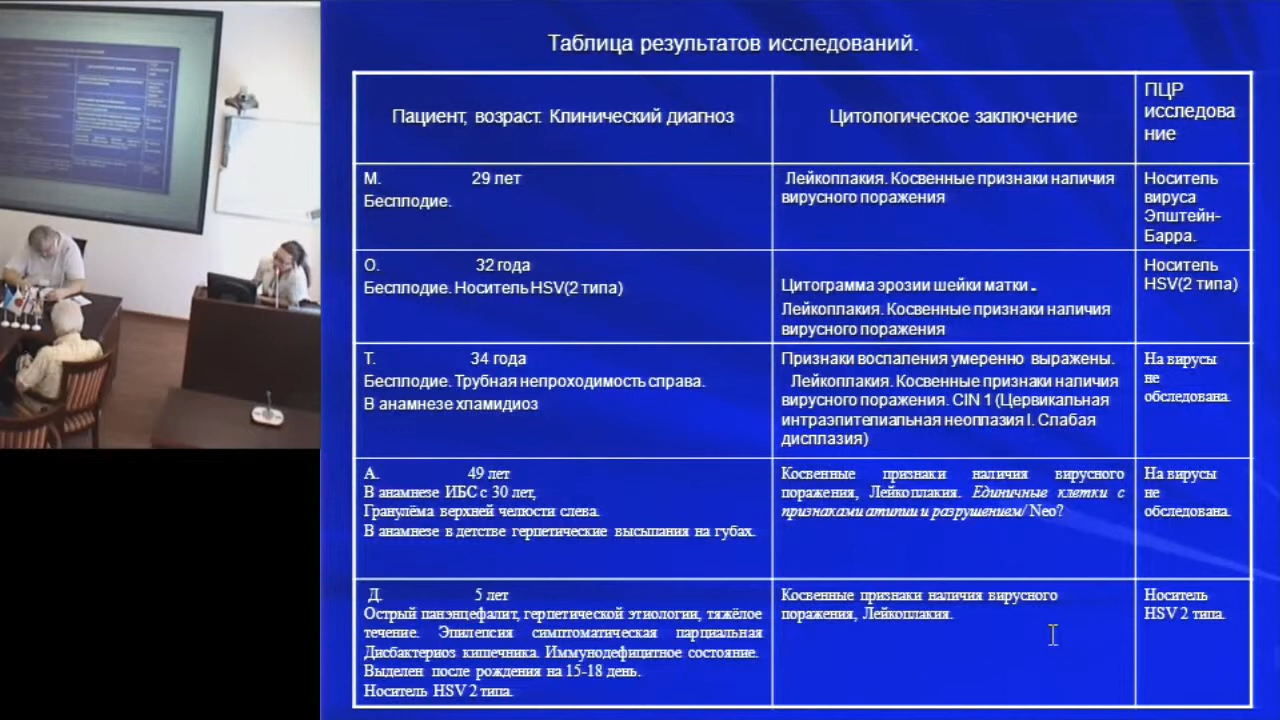 Таблица результатов исследований.
Пациент, возраст. Клинический диагноз
Цитологическое заключение
ПЦР
исследова
ние
М. 29 лет
Бесплодие.
Лейкоплакия. Косвенные признаки наличия
вирусного поражения
Носитель
вируса
Эпштейн-
Барра.
О. 32 года
Бесплодие. Носитель HSV(2 типа)
Цитограмма эрозии шейки матки.
Лейкоплакия. Косвенные признаки наличия
вирусного поражения
Носитель
HSV(2 типа)
Т. 34 года
Бесплодие. Трубная непроходимость справа.
В анамнезе хламидиоз
Признаки воспаления умеренно выражены.
Лейкоплакия. Косвенные признаки наличия
вирусного поражения. CIN 1 (Цервикальная
интраэпителиальная неоплазия I. Слабая
дисплазия)
На вирусы
не
обследована.
А. 49 лет
В анамнезе ИБС с 30 лет,
Гранулёма верхней челюсти слева.
В анамнезе в детстве герпетические высыпания на губах.
Косвенные признаки наличия вирусного
поражения, Лейкоплакия. Единичные клетки с
признаками атипии и разрушением/ Neo?
На вирусы
не
обследована.
Д. 5 лет
Острый панэнцефалит, герпетической этиологии, тяжёлое
течение. Эпилепсия симптоматическая парциальная
Дисбактериоз кишечника. Иммунодефицитное состояние.
Выделен после рождения на 15-18 день.
Носитель HSV 2 типа.
Косвенные признаки наличия вирусного
поражения, Лейкоплакия.
Носитель
HSV 2 типа.